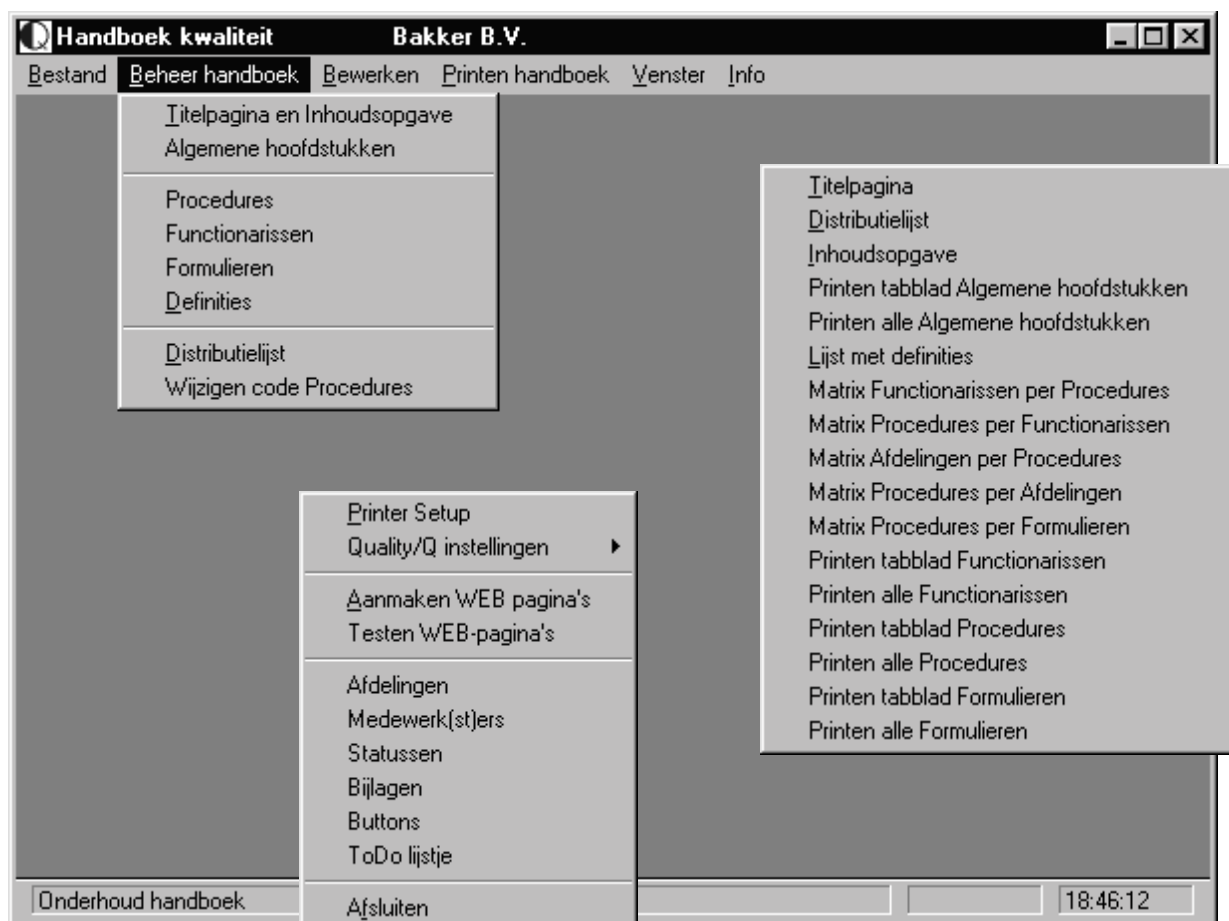 Handboek kwaliteit Bakker B.V.
Bestand Beheer handboek Bewerken Printen handboek Venster Info
Titelpagina en Inhoudsopgave
Algemene hoofdstukken
Procedures
Functionarissen
Formulieren
Definities
Distributielijst
Wijzigen code Procedures
Titelpagina
Distributielijst
Inhoudsopgave
Printen tabblad Algemene hoofdstukken
Printen alle Algemene hoofdstukken
Lijst met definities
Matrix Functionarissen per Procedures
Matrix Procedures per Functionarissen
Matrix Afdelingen per Procedures
Matrix Procedures per Afdelingen
Matrix Procedures per Formulieren
Printen tabblad Functionarissen
Printen alle Functionarissen
Printen tabblad Procedures
Printen alle Procedures
Printen tabblad Formulieren
Printen alle Formulieren
Printer Setup
Quality/Q instellingen
Aanmaken WEB pagina's
Testen WEB-pagina's
Afdelingen
Medewerk(st)ers
Statussen
Bijlagen
Buttons
ToDo lijstje
Afsluiten
Onderhoud handboek
18:46:12